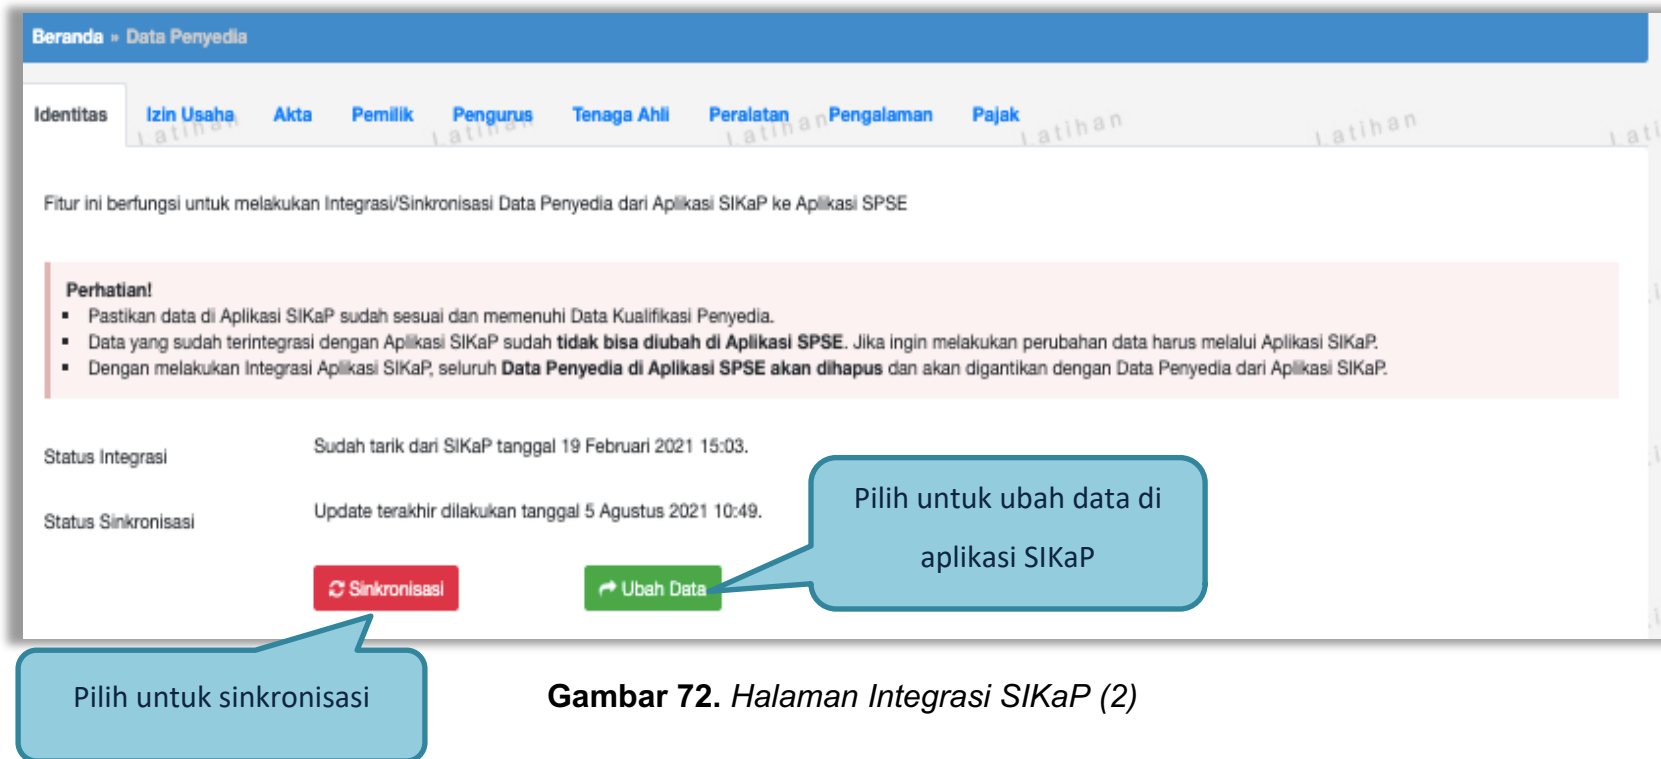 Beranda » Data Penyedia
Identitas Izin Usaha Akta Pemilik Pengurus Tenaga Ahli Peralatan Pengalaman Pajak
Latihan Latihan Latihan Latihan Latihan Lati
Fitur ini berfungsi untuk melakukan Integrasi/Sinkronisasi Data Penyedia dari Aplikasi SIKaP ke Aplikasi SPSE
Perhatian!
▪ Pastikan data di Aplikasi SIKaP sudah sesuai dan memenuhi Data Kualifikasi Penyedia.
▪ Data yang sudah terintegrasi dengan Aplikasi SIKaP sudah tidak bisa diubah di Aplikasi SPSE. Jika ingin melakukan perubahan data harus melalui Aplikasi SIKaP.
▪ Dengan melakukan Integrasi Aplikasi SIKaP, seluruh Data Penyedia di Aplikasi SPSE akan dihapus dan akan digantikan dengan Data Penyedia dari Aplikasi SIKaP.
Status Integrasi Sudah tarik dari SIKaP tanggal 19 Februari 2021 15:03.
Status Sinkronisasi Update terakhir dilakukan tanggal 5 Agustus 2021 10:49.
Pilih untuk ubah data di
aplikasi SIKaP
Sinkronisasi Ubah Data
Pilih untuk sinkronisasi
Gambar 72. Halaman Integrasi SIKaP (2)